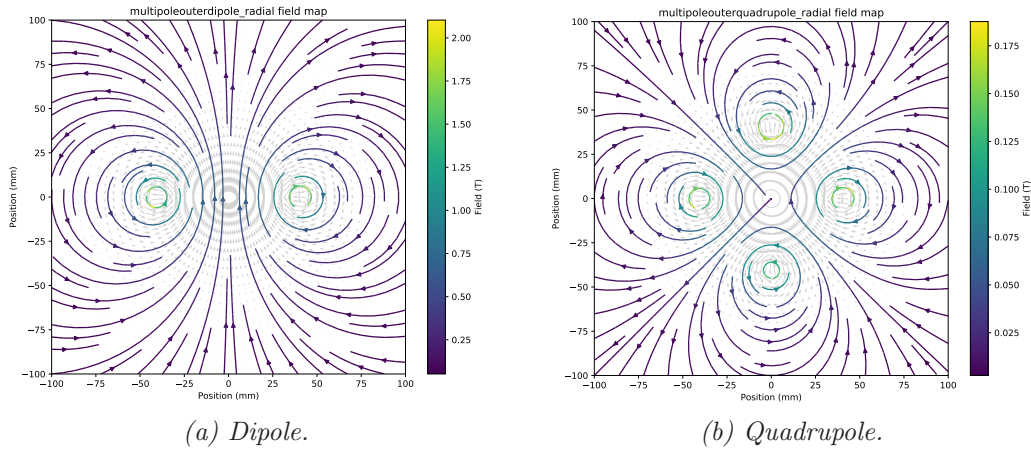 multipoleouterdipole_radial field map
100
75
50
25
0
−25
−50
−75
−100
Position (mm)
−100 −75 −50 −25 0 25 50 75 100
Position (mm)
2.00
1.75
1.50
1.25
1.00
0.75
0.50
0.25
Field (T)
(a) Dipole.
multipoleouterquadrupole_radial field map
100
75
50
25
0
−25
−50
−75
−100
Position (mm)
−100 −75 −50 −25 0 25 50 75 100
Position (mm)
0.175
0.150
0.125
0.100
0.075
0.050
0.025
Field (T)
(b) Quadrupole.